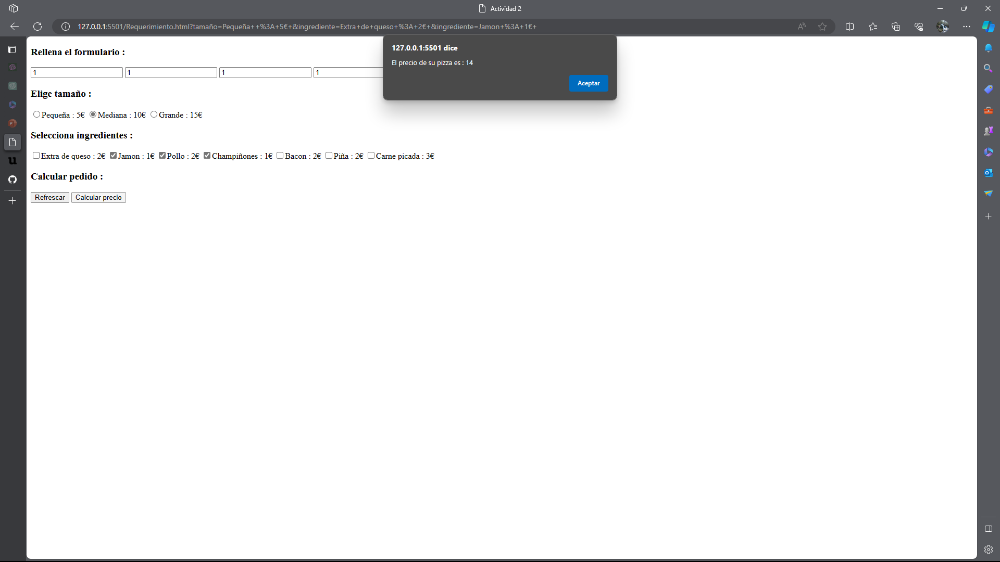 Actividad 2
127.0.0.1:5501/Requerimiento.html?tamaño=Pequeña++%3A+5€+&ingrediente=Extra+de+queso+%3A+2€+&ingrediente=Jamon+%3A+1€+
127.0.0.1:5501 dice
El precio de su pizza es : 14
Aceptar
Rellena el formulario :
1 1 1 1
Elige tamaño :
Pequeña : 5€ Mediana : 10€ Grande : 15€
Selecciona ingredientes :
Extra de queso : 2€ Jamon : 1€ Pollo : 2€ Champiñones : 1€ Bacon : 2€ Piña : 2€ Carne picada : 3€
Calcular pedido :
Refrescar Calcular precio